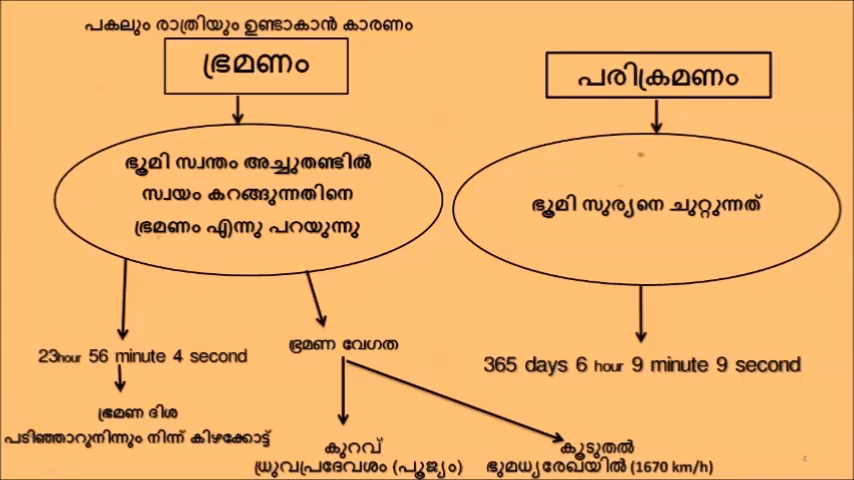 പകലും രാത്രിയും ഉണ്ടാകാൻ കാരണം
ഭ്രമണം
ഭൂമി സ്വന്തം അച്ചുതണ്ടിൽ
സ്വയം കറങ്ങുന്നതിനെ
ഭ്രമണം എന്നു പറയുന്നു
23hour 56 minute 4 second
ഭ്രമണ ദിശ
പടിഞ്ഞാറുനിന്നും നിന്ന് കിഴക്കോട്ട്
ഭ്രമണ വേഗത
കുറവ്
ധ്രുവപ്രദേവശം (പൂജ്യം)
കൂടുതൽ
ഭുമധ്യരേഖയിൽ (1670 km/h)
പരിക്രമണം
ഭൂമി സുര്യനെ ചുറ്റുന്നത്
365 days 6 hour 9 minute 9 second